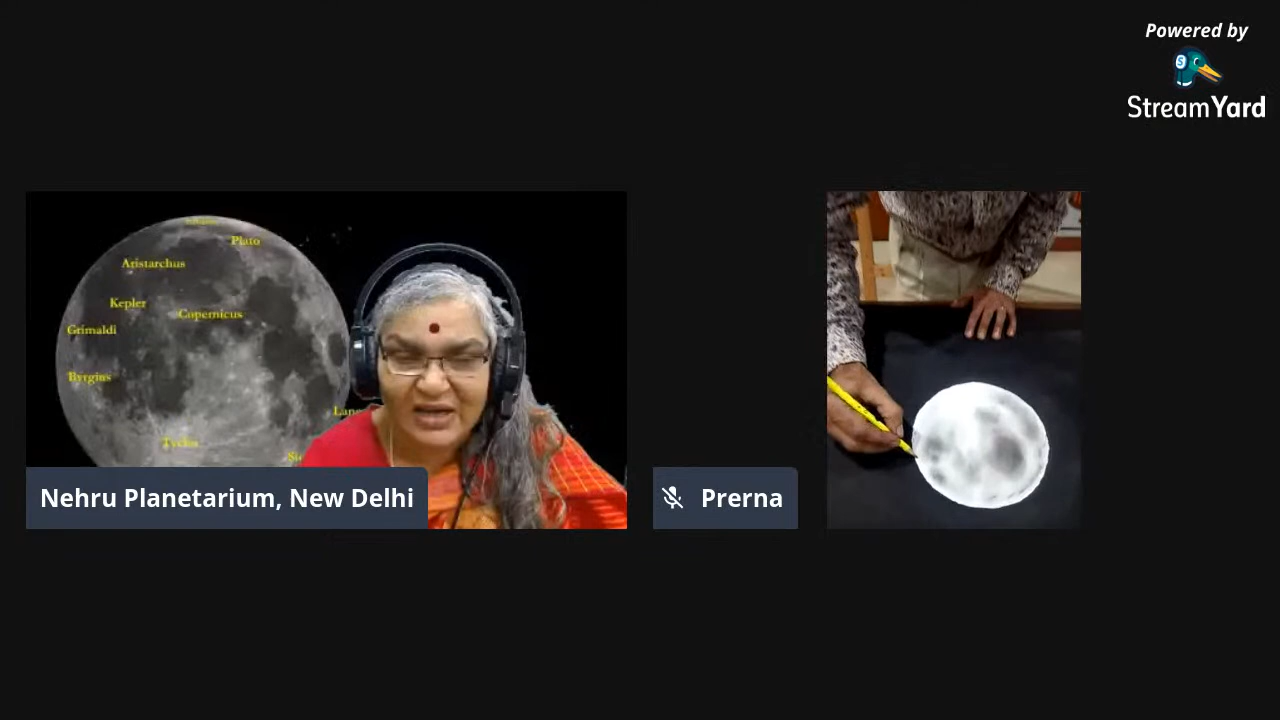 Powered by
StreamYard
Plato
Aristarchus
Kepler
Copernicus
Grimaldi
Byrgius
Tycho
Nehru Planetarium, New Delhi
Prerna